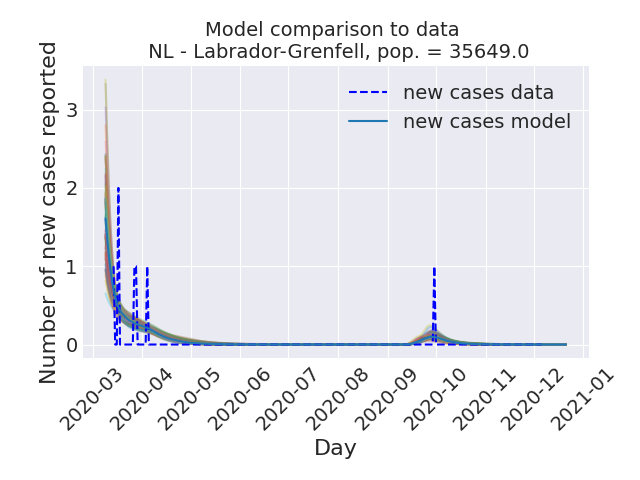 Model comparison to data
NL - Labrador-Grenfell, pop. = 35649.0
Number of new cases reported
3
2
1
0
new cases data
new cases model
2020-03
2020-04
2020-05
2020-06
2020-07
2020-08
2020-09
2020-10
2020-11
2020-12
2021-01
Day